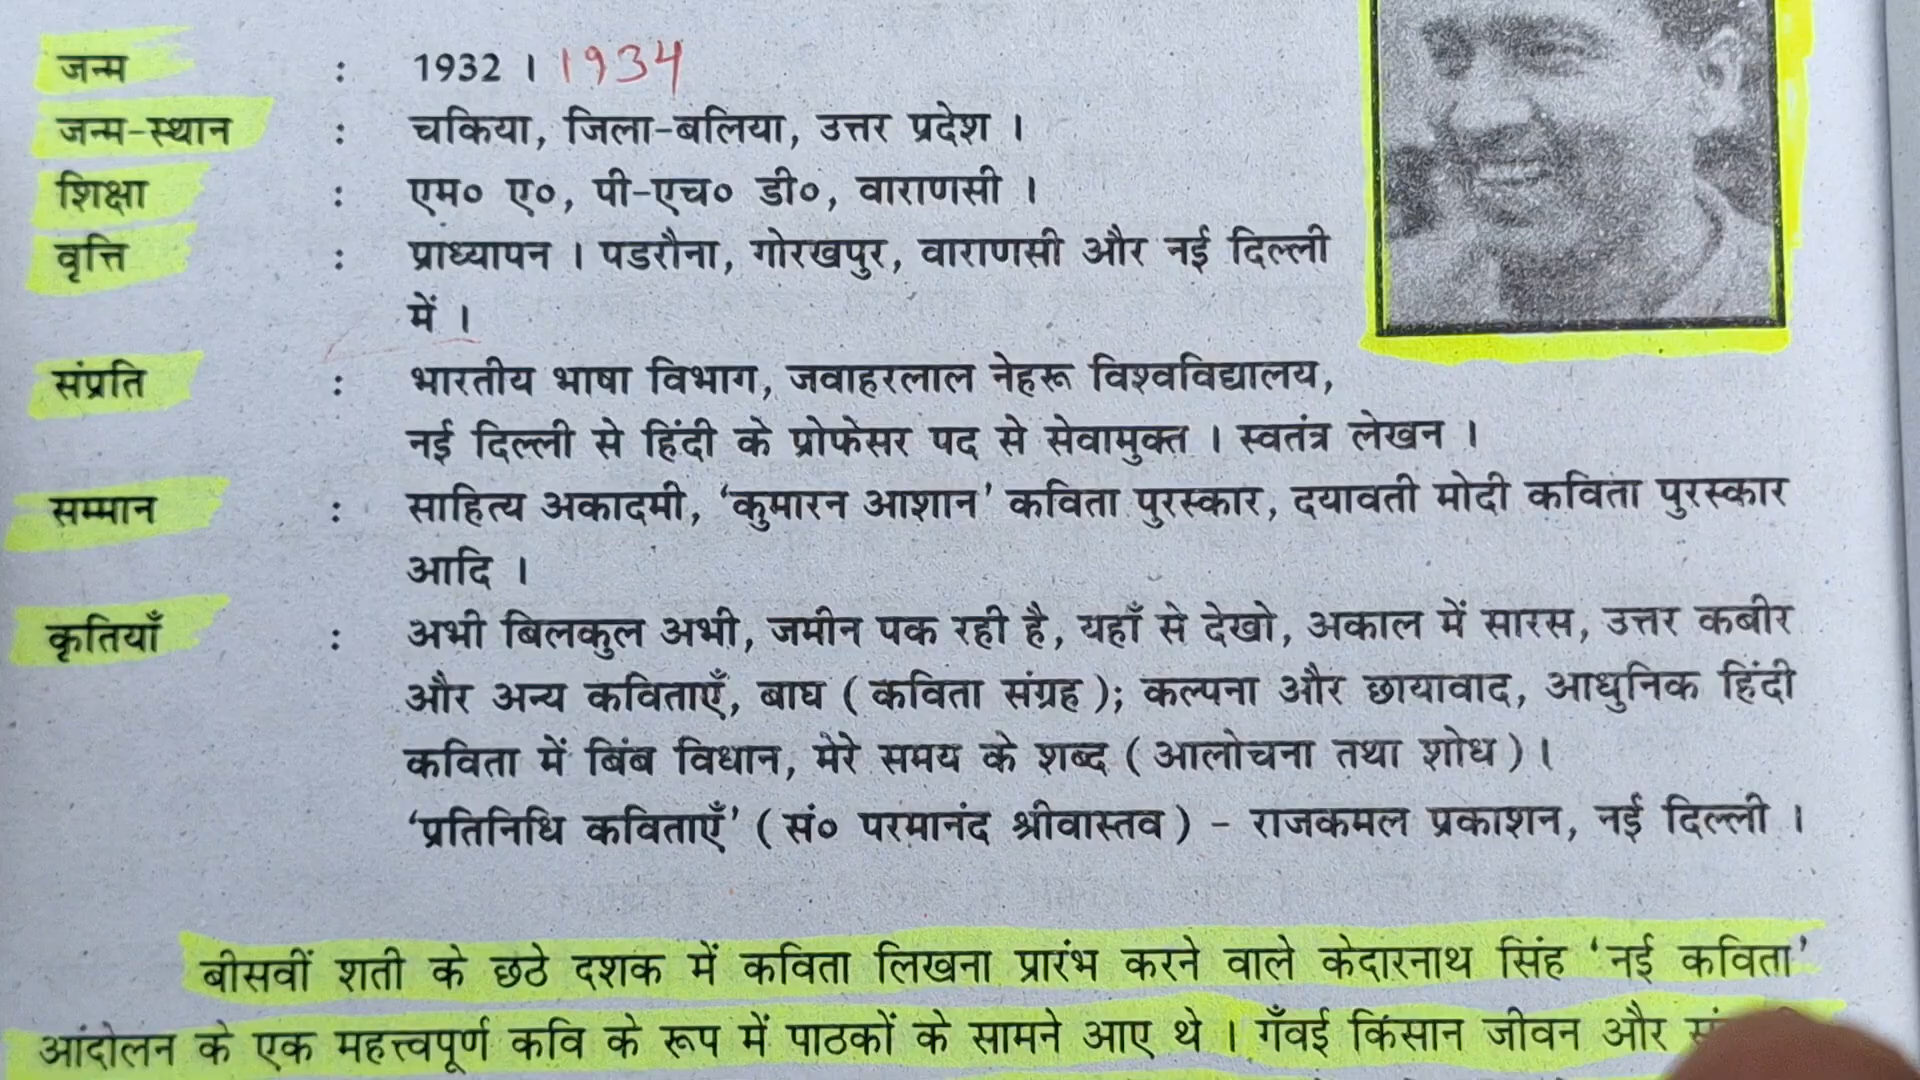 जन्म : 1932 । 1934
जन्म-स्थान : चकिया, जिला-बलिया, उत्तर प्रदेश ।
शिक्षा : एम० ए०, पी-एच० डी०, वाराणसी ।
वृत्ति : प्राध्यापन । पडरौना, गोरखपुर, वाराणसी और नई दिल्ली
में ।
संप्रति : भारतीय भाषा विभाग, जवाहरलाल नेहरू विश्वविद्यालय,
नई दिल्ली से हिंदी के प्रोफेसर पद से सेवामुक्त । स्वतंत्र लेखन ।
सम्मान : साहित्य अकादमी, ‘कुमारन आशान’ कविता पुरस्कार, दयावती मोदी कविता पुरस्कार
आदि ।
कृतियाँ : अभी बिलकुल अभी, जमीन पक रही है, यहाँ से देखो, अकाल में सारस, उत्तर कबीर
और अन्य कविताएँ, बाघ ( कविता संग्रह ); कल्पना और छायावाद, आधुनिक हिंदी
कविता में बिंब विधान, मेरे समय के शब्द ( आलोचना तथा शोध ) ।
‘प्रतिनिधि कविताएँ’ ( सं० परमानंद श्रीवास्तव ) - राजकमल प्रकाशन, नई दिल्ली ।
बीसवीं शती के छठे दशक में कविता लिखना प्रारंभ करने वाले केदारनाथ सिंह ‘नई कविता’
आंदोलन के एक महत्त्वपूर्ण कवि के रूप में पाठकों के सामने आए थे । गँवई किसान जीवन और